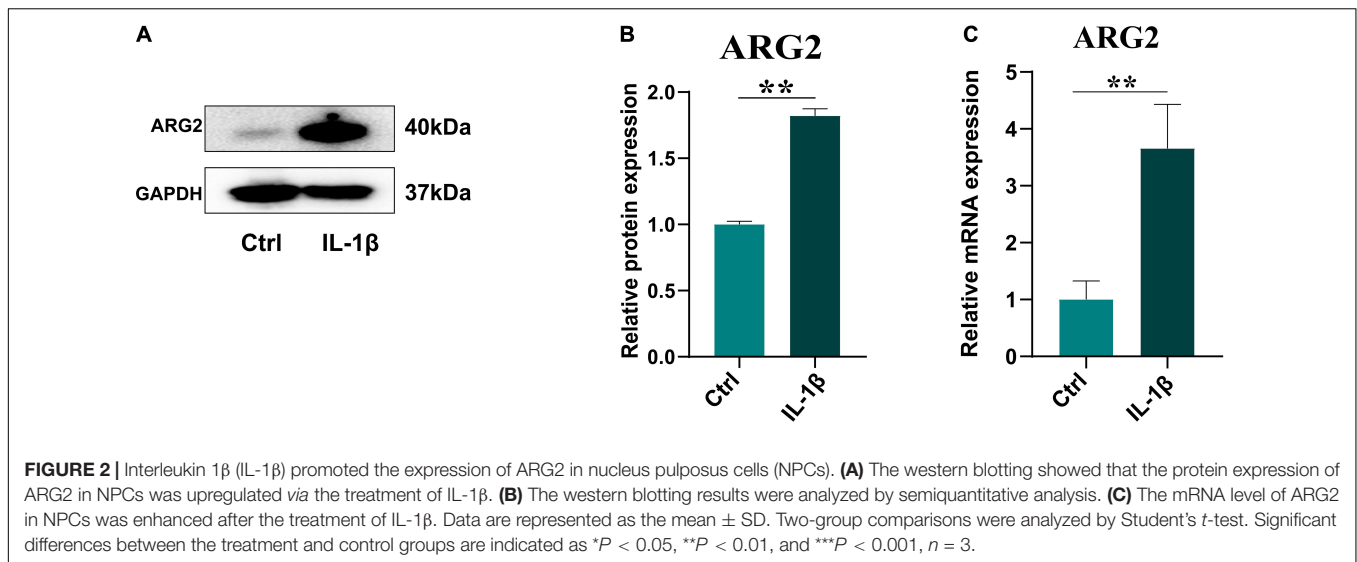 A
ARG2
40kDa
GAPDH
37kDa
Ctrl
IL-1β
B
ARG2
Relative protein expression
2.0
1.5
1.0
0.5
0.0
**
Ctrl
IL-1β
C
ARG2
Relative mRNA expression
5
4
3
2
1
0
**
Ctrl
IL-1β
FIGURE 2 | Interleukin 1β (IL-1β) promoted the expression of ARG2 in nucleus pulposus cells (NPCs). (A) The western blotting showed that the protein expression of
ARG2 in NPCs was upregulated via the treatment of IL-1β. (B) The western blotting results were analyzed by semiquantitative analysis. (C) The mRNA level of ARG2
in NPCs was enhanced after the treatment of IL-1β. Data are represented as the mean ± SD. Two-group comparisons were analyzed by Student's t-test. Significant
differences between the treatment and control groups are indicated as *P < 0.05, **P < 0.01, and ***P < 0.001, n = 3.